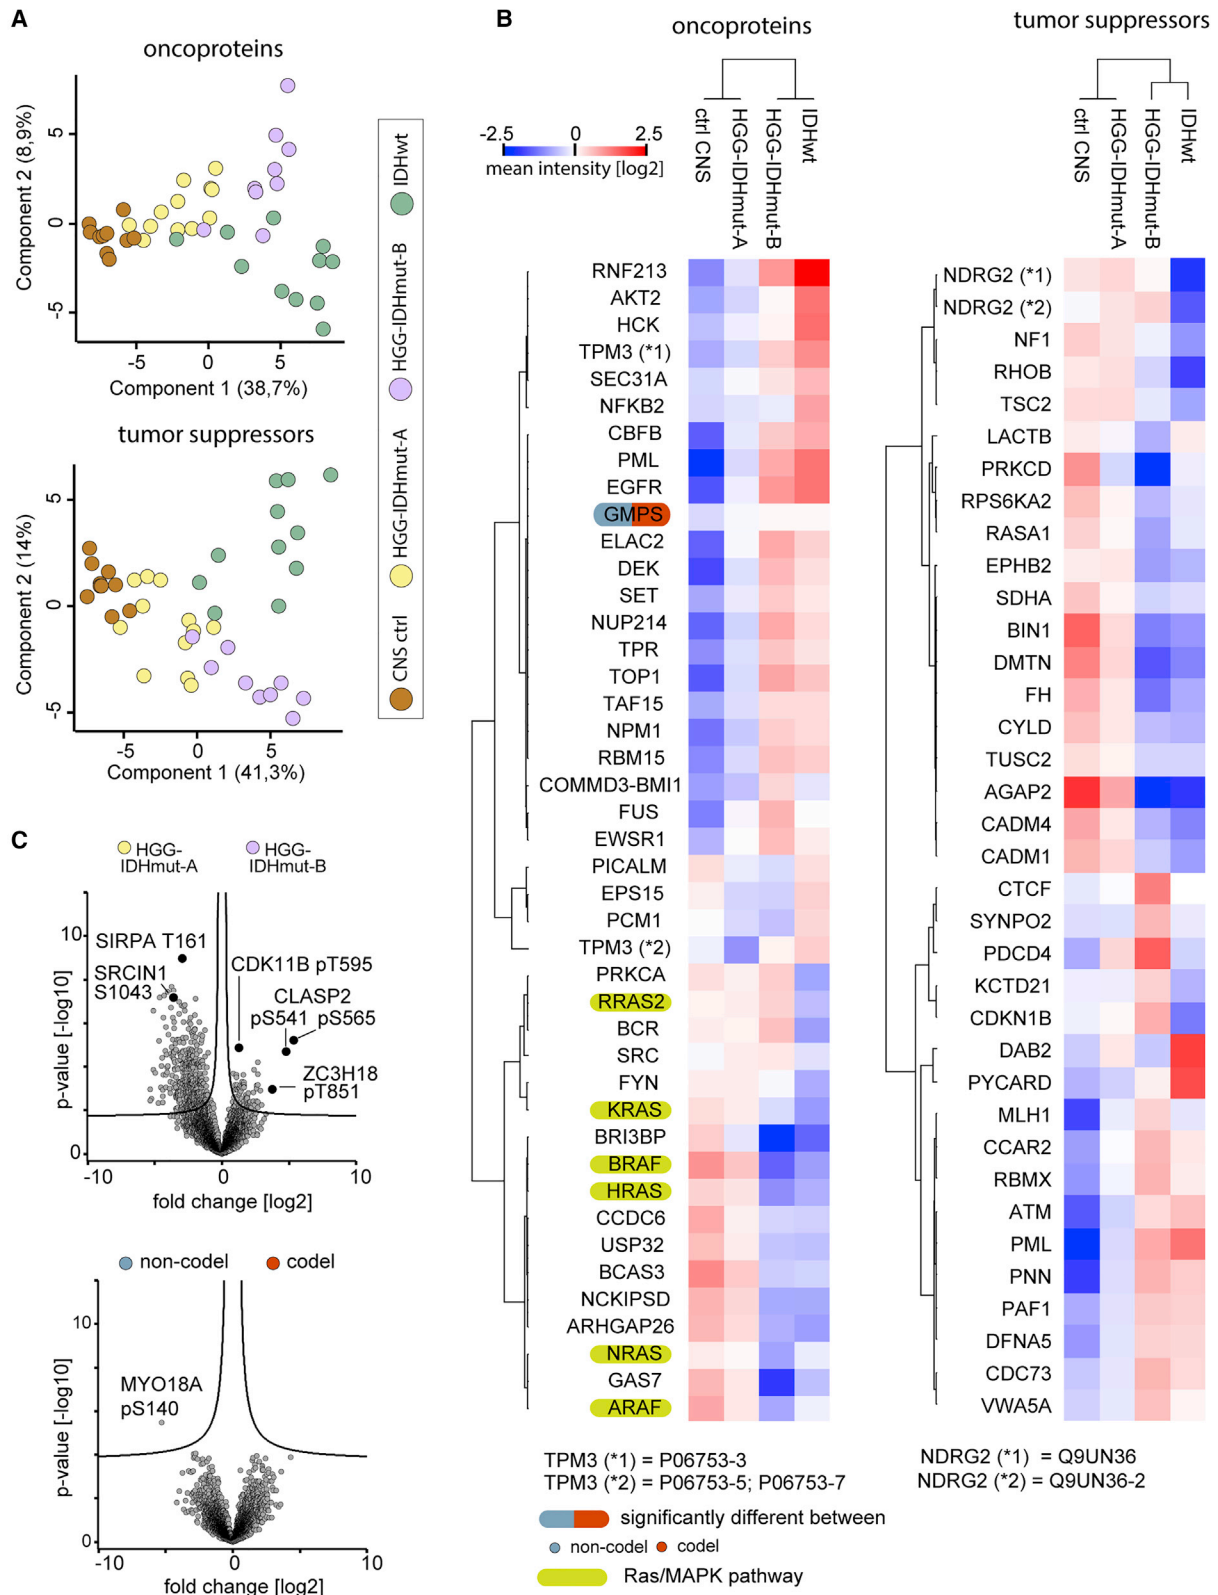 A
oncoproteins
Component 2 (8,9%)
5
0
-5
-5
0
5
Component 1 (38,7%)
tumor suppressors
Component 2 (14%)
5
0
-5
-5
0
5
Component 1 (41,3%)
IDHwt
HGG-IDHmut-B
HGG-IDHmut-A
CNS ctrl
B
oncoproteins
-2.5
0
2.5
mean intensity [log2]
ctrl CNS
HGG-IDHmut-A
HGG-IDHmut-B
IDHwt
RNF213
AKT2
HCK
TPM3 (*1)
SEC31A
NFKB2
CBFB
PML
EGFR
GMPS
ELAC2
DEK
SET
NUP214
TPR
TOP1
TAF15
NPM1
RBM15
COMMD3-BMI1
FUS
EWSR1
PICALM
EPS15
PCM1
TPM3 (*2)
PRKCA
RRAS2
BCR
SRC
FYN
KRAS
BRI3BP
BRAF
HRAS
CCDC6
USP32
BCAS3
NCKIPSD
ARHGAP26
NRAS
GAS7
ARAF
TPM3 (*1) = P06753-3
TPM3 (*2) = P06753-5; P06753-7
significantly different between
non-codel
codel
Ras/MAPK pathway
tumor suppressors
ctrl CNS
HGG-IDHmut-A
HGG-IDHmut-B
IDHwt
NDRG2 (*1)
NDRG2 (*2)
NF1
RHOB
TSC2
LACTB
PRKCD
RPS6KA2
RASA1
EPHB2
SDHA
BIN1
DMTN
FH
CYLD
TUSC2
AGAP2
CADM4
CADM1
CTCF
SYNPO2
PDCD4
KCTD21
CDKN1B
DAB2
PYCARD
MLH1
CCAR2
RBMX
ATM
PML
PNN
PAF1
DFNA5
CDC73
VWA5A
NDRG2 (*1) = Q9UN36
NDRG2 (*2) = Q9UN36-2
C
HGG-
IDHmut-A
HGG-
IDHmut-B
10
0
p-value [-log10]
SIRPA T161
SRCIN1
S1043
CDK11B pT595
CLASP2
pS541
pS565
ZC3H18
pT851
-10
0
10
fold change [log2]
non-codel
codel
10
0
p-value [-log10]
MYO18A
pS140
-10
0
10
fold change [log2]